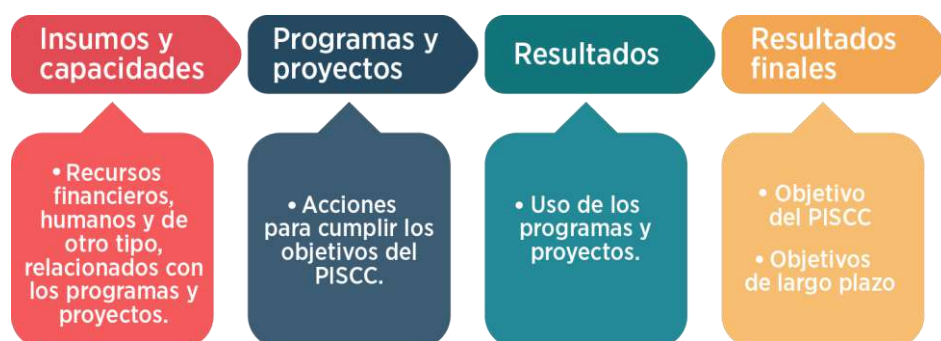 Insumos y
capacidades
Programas y
proyectos
Resultados
Resultados
finales
• Recursos
financieros,
humanos y de
otro tipo,
relacionados con
los programas y
proyectos.
• Acciones
para cumplir los
objetivos del
PISCC.
• Uso de los
programas y
proyectos.
• Objetivo
del PISCC
• Objetivos
de largo plazo